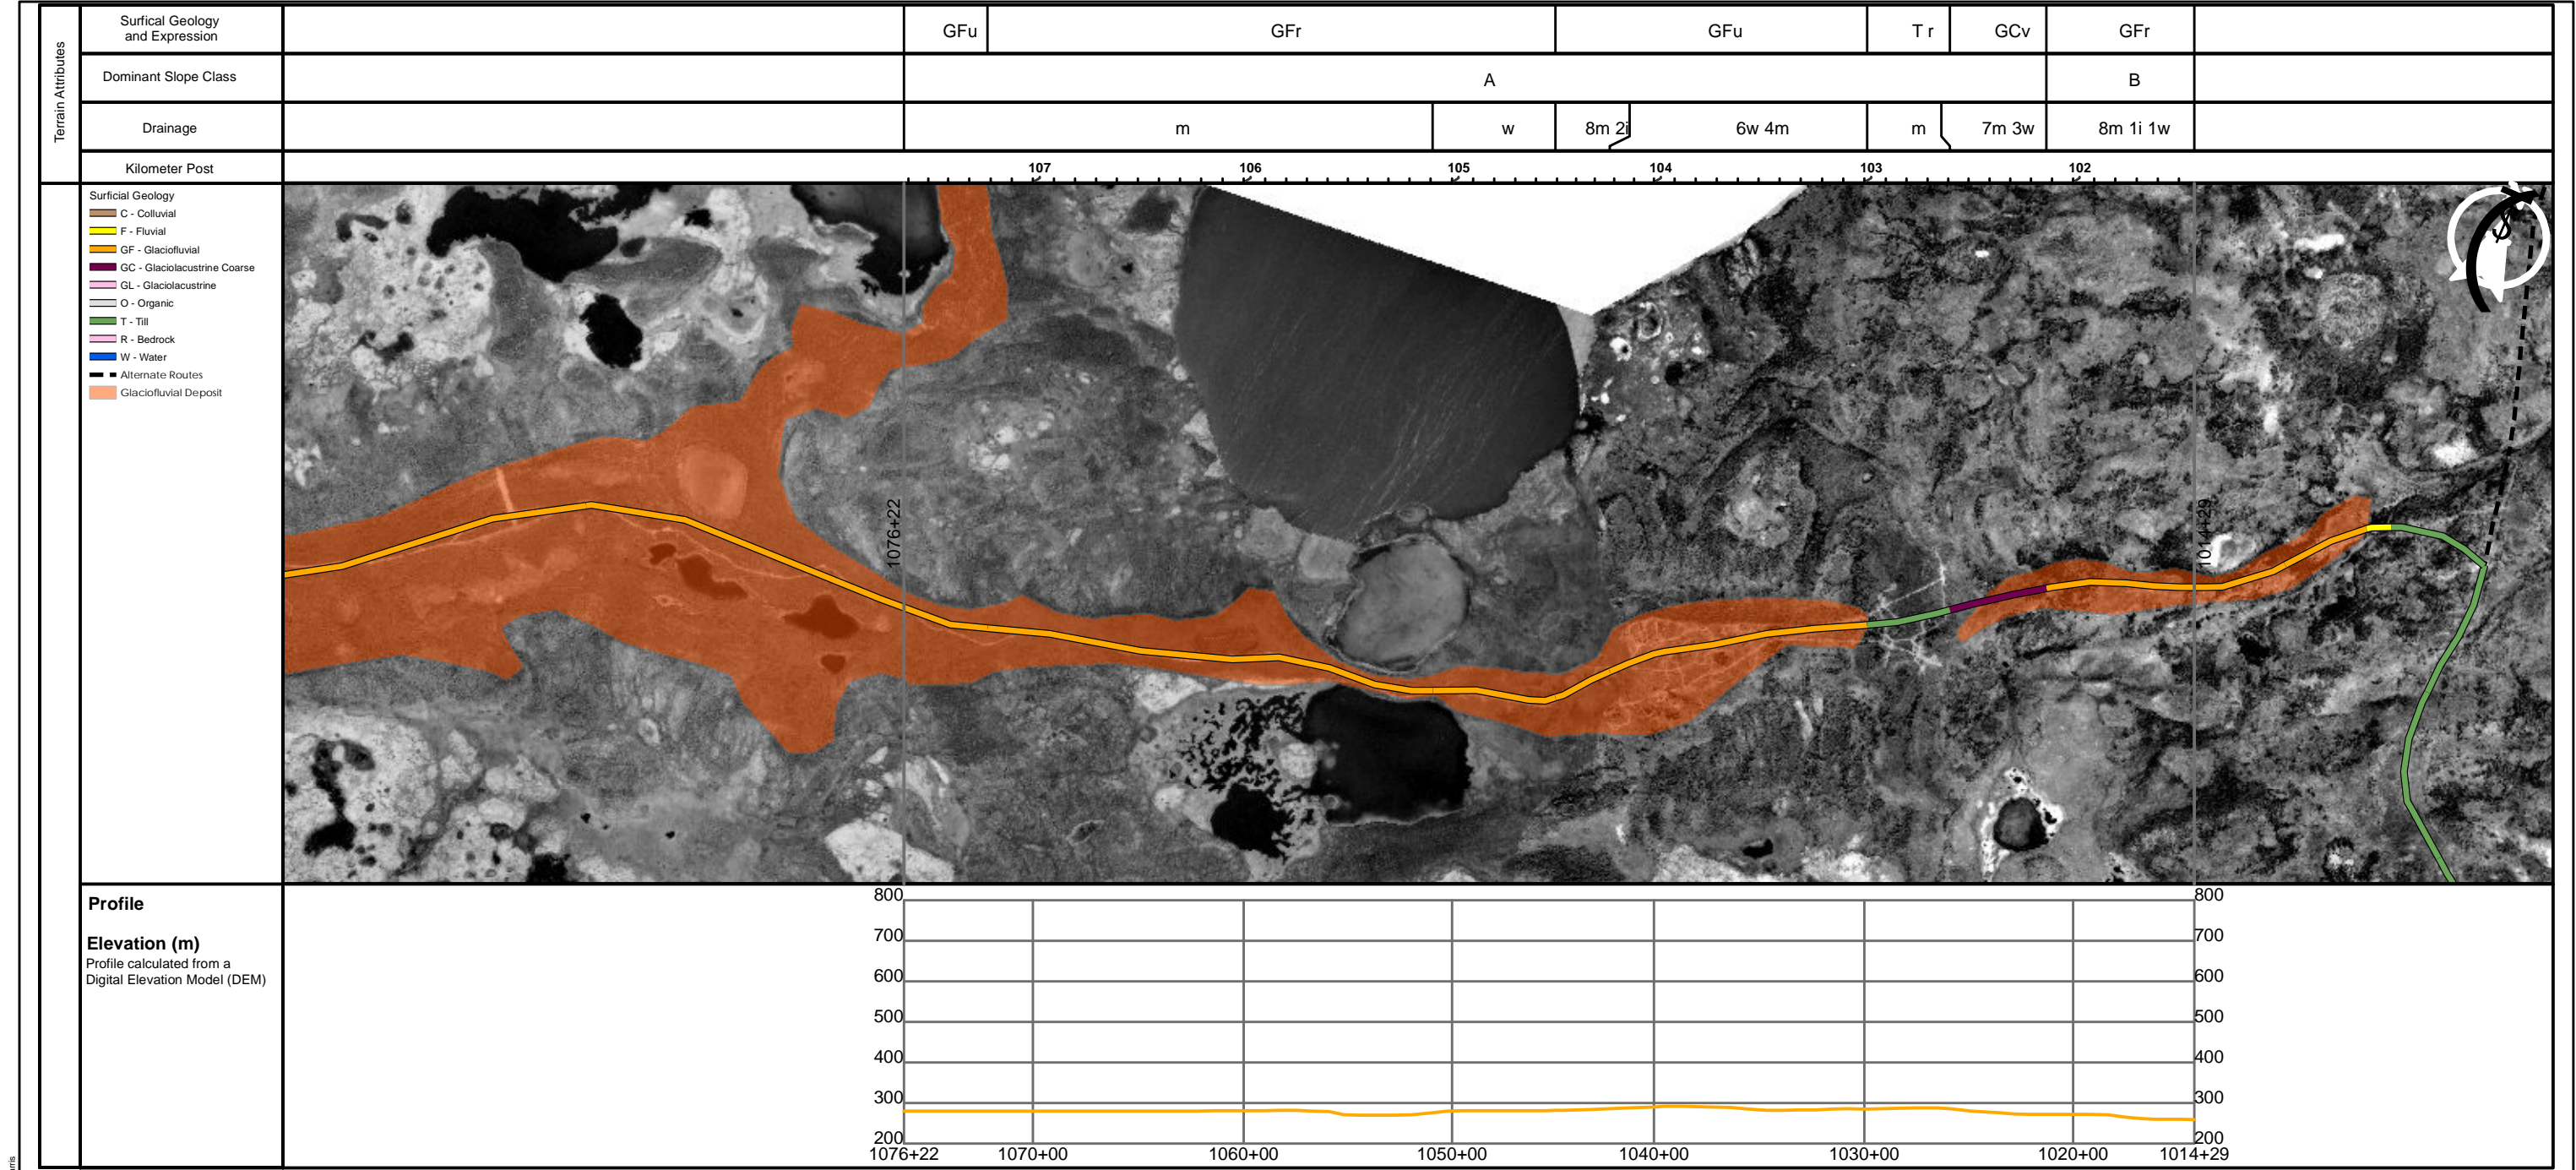 Terrain Attributes
Surfical Geology
and Expression
GFu GFr GFu T r GCv GFr
Dominant Slope Class
A B
Drainage
m w 8m 2i 6w 4m m 7m 3w 8m 1i 1w
Kilometer Post
107 106 105 104 103 102
Surficial Geology
C - Colluvial
F - Fluvial
GF - Glaciofluvial
GC - Glaciolacustrine Coarse
GL - Glaciolacustrine
O - Organic
T - Till
R - Bedrock
W - Water
Alternate Routes
Glaciofluvial Deposit
1076+22
1014+29
Profile
Elevation (m)
Profile calculated from a
Digital Elevation Model (DEM)
800 800
700 700
600 600
500 500
400 400
300 300
200 200
1076+22 1070+00 1060+00 1050+00 1040+00 1030+00 1020+00 1014+29